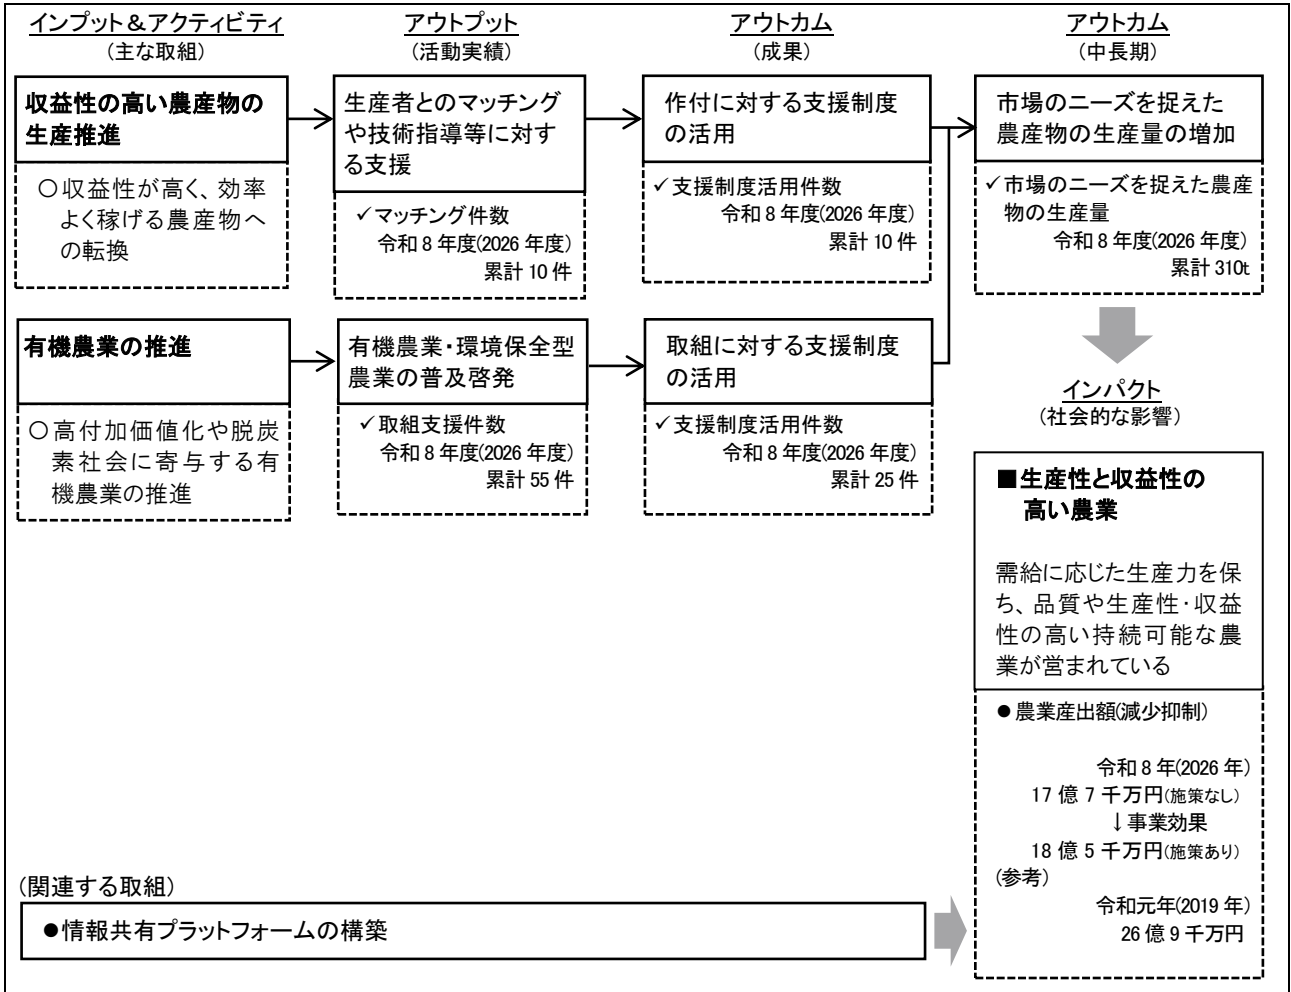 インプット＆アクティビティ
(主な取組)
アウトプット
(活動実績)
アウトカム
(成果)
アウトカム
(中長期)
収益性の高い農産物の
生産推進
〇収益性が高く、効率
よく稼げる農産物へ
の転換
生産者とのマッチング
や技術指導等に対す
る支援
✓マッチング件数
令和8年度(2026年度)
累計10件
作付に対する支援制度
の活用
✓支援制度活用件数
令和8年度(2026年度)
累計10件
市場のニーズを捉えた
農産物の生産量の増加
✓市場のニーズを捉えた農産
物の生産量
令和8年度(2026年度)
累計310t
有機農業の推進
〇高付加価値化や脱炭
素社会に寄与する有
機農業の推進
有機農業・環境保全型
農業の普及啓発
✓取組支援件数
令和8年度(2026年度)
累計55件
取組に対する支援制度
の活用
✓支援制度活用件数
令和8年度(2026年度)
累計25件
インパクト
(社会的な影響)
■生産性と収益性の
高い農業
需給に応じた生産力を保
ち、品質や生産性･収益
性の高い持続可能な農
業が営まれている
●農業産出額(減少抑制)
令和8年(2026年)
17億7千万円(施策なし)
↓事業効果
18億5千万円(施策あり)
(参考)
令和元年(2019年)
26億9千万円
(関連する取組)
●情報共有プラットフォームの構築